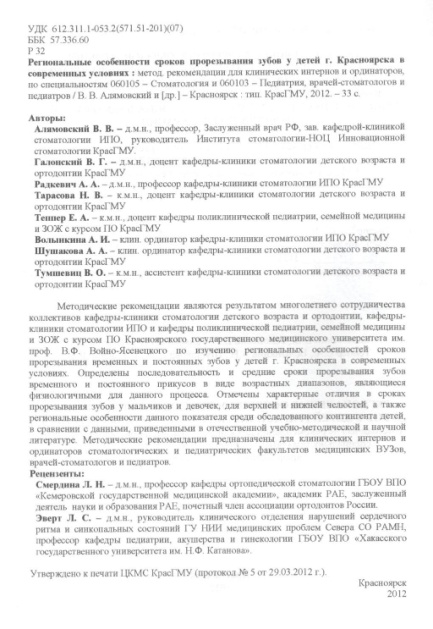 УДК 612.311.1-053.2(571.51-201)(07)
ББК 57.336.60
Р 32
Региональные особенности сроков прорезывания зубов у детей г. Красноярска в
современных условиях : метод. рекомендации для клинических интернов и ординаторов,
по специальностям 060105 – Стоматология и 060103 – Педиатрия, врачей-стоматологов и
педиатров / В. В. Алямовский и [др.] – Красноярск : тип. КрасГМУ, 2012. – 33 с.
Авторы:
Алямовский В. В. – д.м.н., профессор, Заслуженный врач РФ, зав. кафедрой-клиникой
стоматологии ИПО, руководитель Института стоматологии-НОЦ Инновационной
стоматологии КрасГМУ.
Галонский В. Г. – д.м.н., доцент кафедры-клиники стоматологии детского возраста и
ортодонтии КрасГМУ
Радкевич А. А. – д.м.н., профессор кафедры-клиники стоматологии ИПО КрасГМУ
Тарасова Н. В. – к.м.н., доцент кафедры-клиники стоматологии детского возраста и
ортодонтии КрасГМУ
Теппер Е. А. – к.м.н., доцент кафедры поликлинической педиатрии, семейной медицины
и ЗОЖ с курсом ПО КрасГМУ
Волынкина А. И. – клин. ординатор кафедры-клиники стоматологии ИПО КрасГМУ
Шушакова А. А. – клин. ординатор кафедры-клиники стоматологии детского возраста и
ортодонтии КрасГМУ
Тумшевиц В. О. – к.м.н., ассистент кафедры-клиники стоматологии детского возраста и
ортодонтии КрасГМУ
Методические рекомендации являются результатом многолетнего сотрудничества
коллективов кафедры-клиники стоматологии детского возраста и ортодонтии, кафедры-
клиники стоматологии ИПО и кафедры поликлинической педиатрии, семейной медицины
и ЗОЖ с курсом ПО Красноярского государственного медицинского университета им.
проф. В.Ф. Войно-Ясенецкого по изучению региональных особенностей сроков
прорезывания временных и постоянных зубов у детей г. Красноярска в современных
условиях. Определены последовательность и средние сроки прорезывания зубов
временного и постоянного прикусов в виде возрастных диапазонов, являющиеся
физиологичными для данного процесса. Отмечены характерные отличия в сроках
прорезывания зубов у мальчиков и девочек, для верхней и нижней челюстей, а также
региональные особенности данного показателя среди обследованного контингента детей,
в сравнении с данными, приведенными в отечественной учебно-методической и научной
литературе. Методические рекомендации предназначены для клинических интернов и
ординаторов стоматологических и педиатрических факультетов медицинских ВУЗов,
врачей-стоматологов и педиатров.
Рецензенты:
Смердина Л. Н. – д.м.н., профессор кафедры ортопедической стоматологии ГБОУ ВПО
«Кемеровской государственной медицинской академии», академик РАЕ, заслуженный
деятель науки и образования РАЕ, почетный член ассоциации ортодонтов России.
Эверт Л. С. – д.м.н., руководитель клинического отделения нарушений сердечного
ритма и синкопальных состояний ГУ НИИ медицинских проблем Севера СО РАМН,
профессор кафедры педиатрии, акушерства и гинекологии ГБОУ ВПО «Хакасского
государственного университета им. Н.Ф. Катанова».
Утверждено к печати ЦКМС КрасГМУ (протокол № 5 от 29.03.2012 г.).
Красноярск
2012